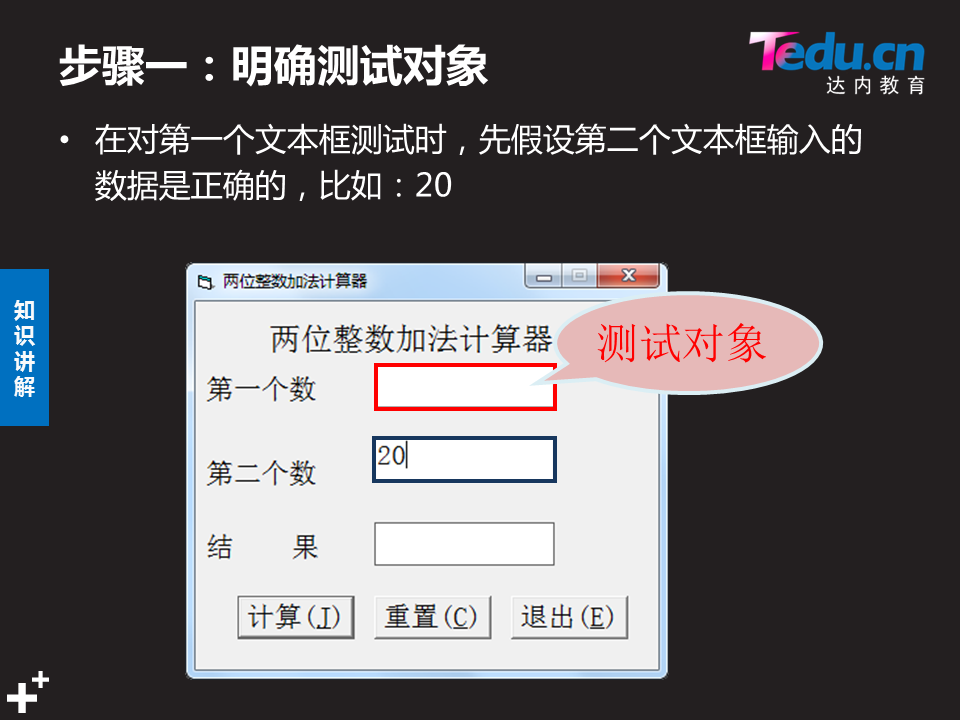 步骤一：明确测试对象
Tedu.cn
达内教育
• 在对第一个文本框测试时，先假设第二个文本框输入的
数据是正确的，比如：20
知识讲解
两位整数加法计算器
两位整数加法计算器
测试对象
第一个数
第二个数
20
结 果
计算(J) 重置(C) 退出(E)